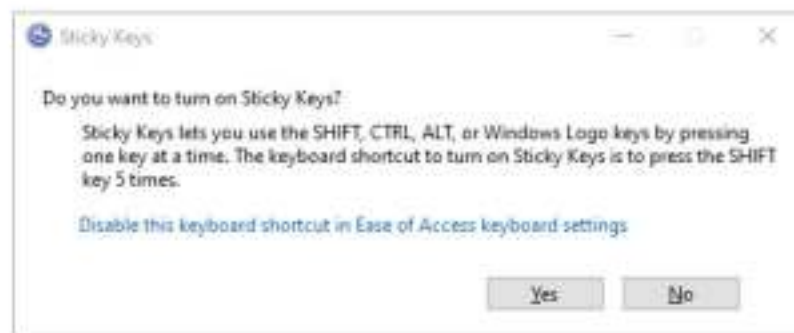 Sticky Keys
Do you want to turn on Sticky Keys?
Sticky Keys lets you use the SHIFT, CTRL, ALT, or Windows Logo keys by pressing
one key at a time. The keyboard shortcut to turn on Sticky Keys is to press the SHIFT
key 5 times.
Disable this keyboard shortcut in Ease of Access keyboard settings
Yes No